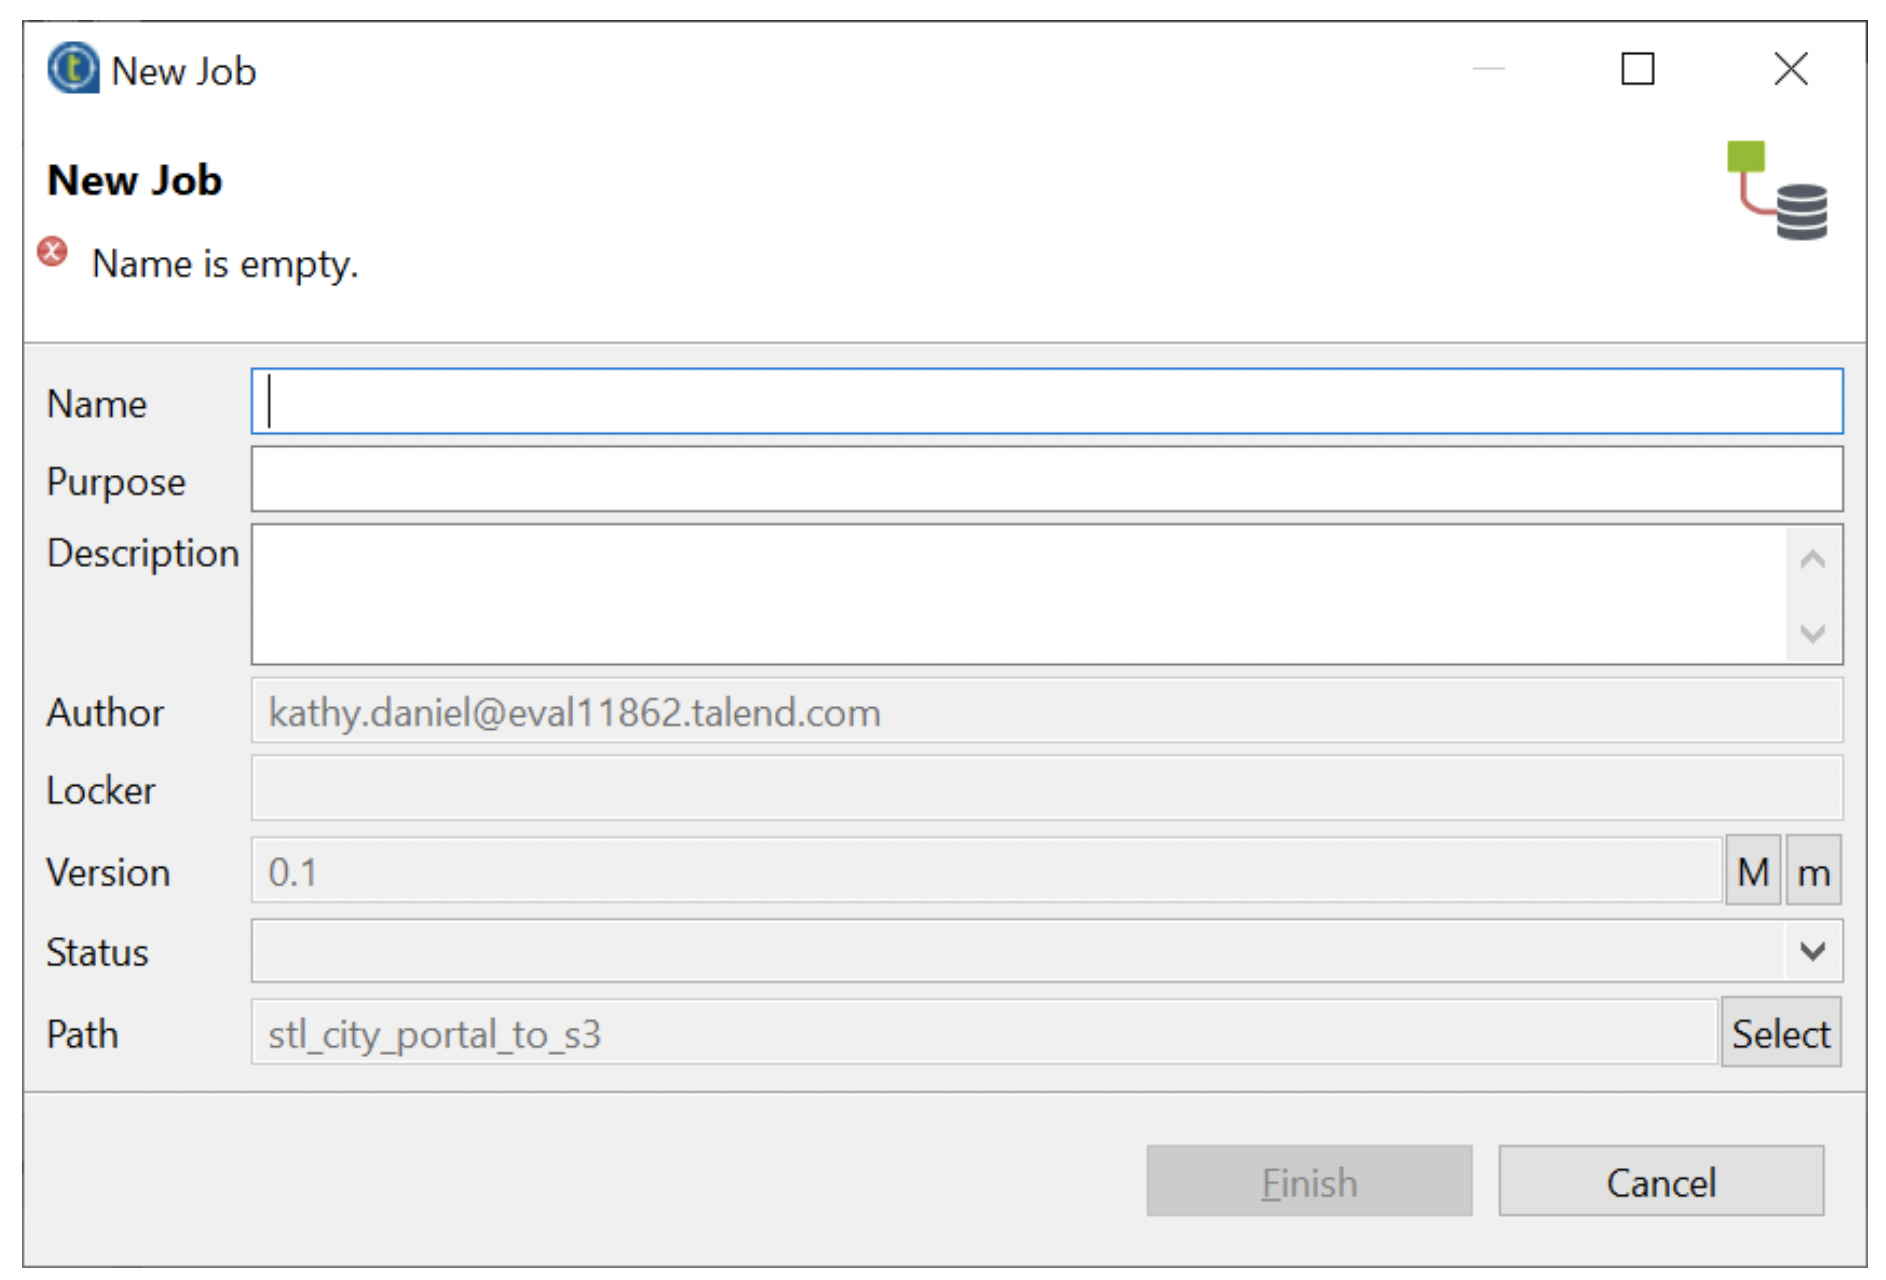 New Job
New Job
Name is empty.
Name
Purpose
Description
Author kathy.daniel@eval11862.talend.com
Locker
Version 0.1 M m
Status
Path stl_city_portal_to_s3 Select
Finish Cancel